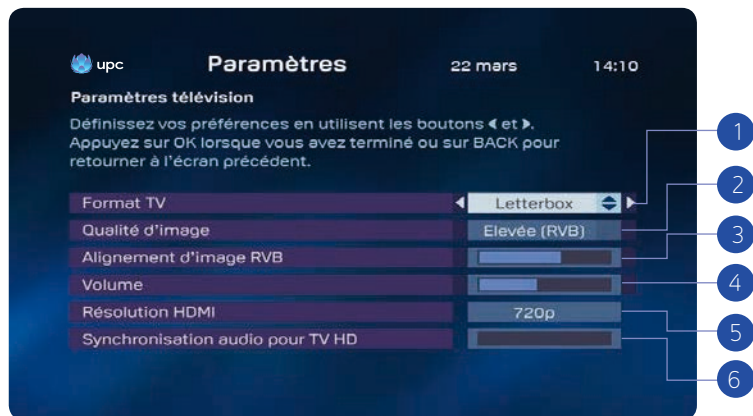 upc Paramètres 22 mars 14:10
Paramètres télévision
Définissez vos préférences en utilisent les boutons et .
Appuyez sur OK lorsque vous avez terminé ou sur BACK pour
retourner à l'écran précédent.
Format TV Letterbox 1
Qualité d'image Elevée (RVB) 2
Alignement d'image RVB 3
Volume 4
Résolution HDMI 720p 5
Synchronisation audio pour TV HD 6